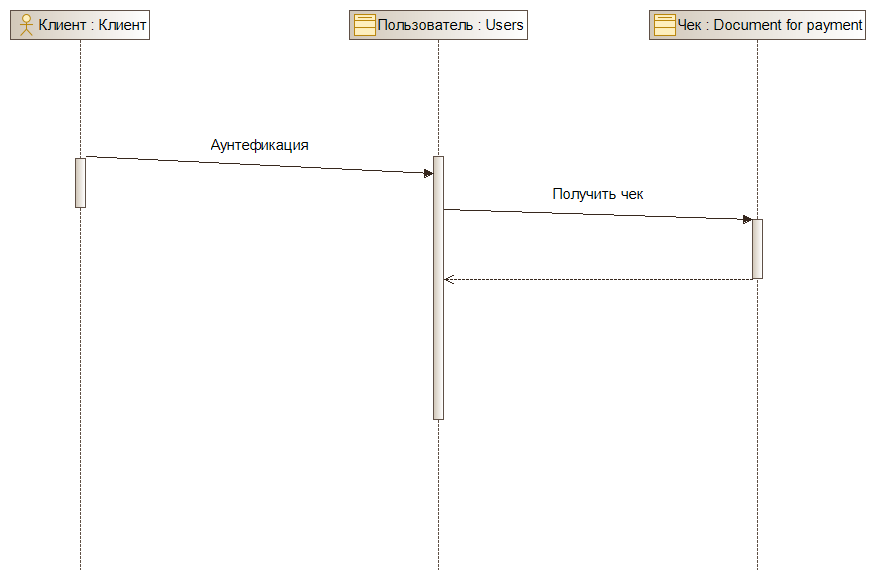 Клиент : Клиент
Пользователь : Users
Чек : Document for payment
Аунтефикация
Получить чек